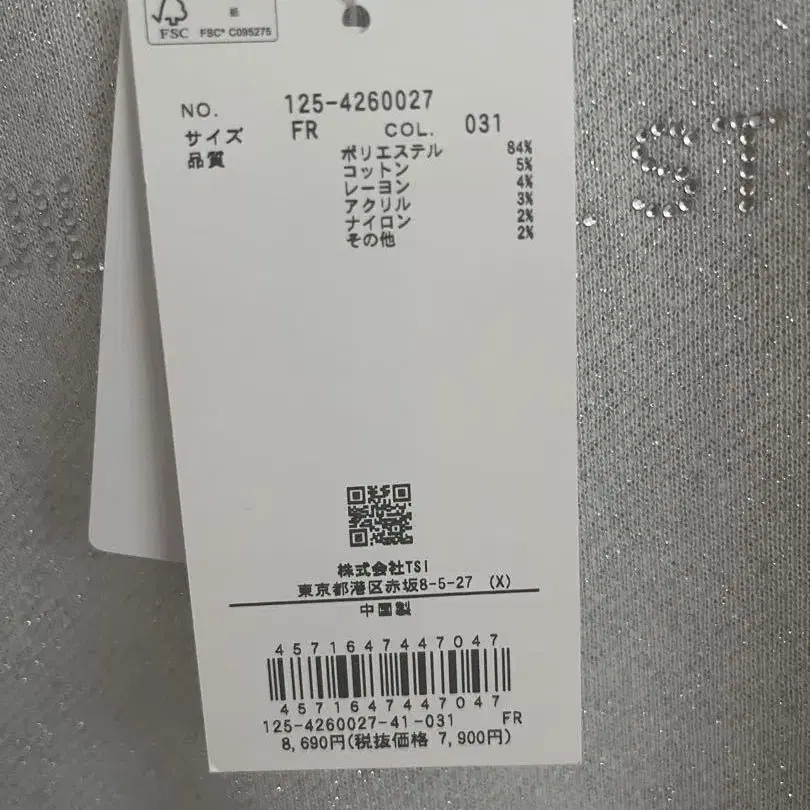 紙
FSC FSC® C095275
NO. 125-4260027
サイズ FR COL. 031
品質 ポリエステル 84%
コットン 5%
レーヨン 4%
アクリル 3%
ナイロン 2%
その他 2%
ST
株式会社TSI
東京都港区赤坂8-5-27 (X)
中国製
4571647447047
4571647447047
125-4260027-41-031 FR
8,690円(税抜価格 7,900円)